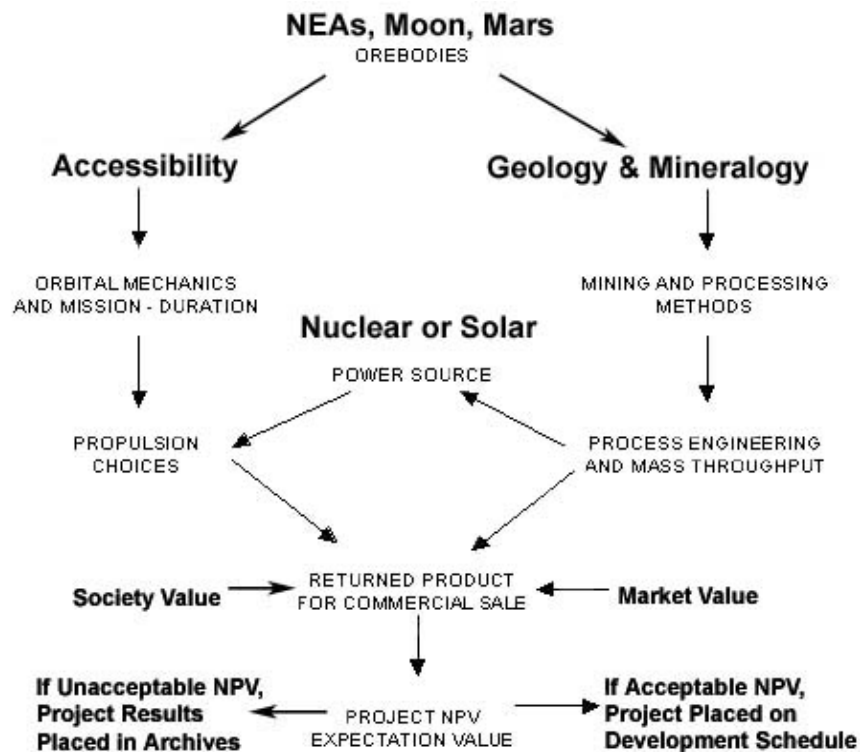 NEAs, Moon, Mars
OREBODIES
Accessibility
Geology & Mineralogy
ORBITAL MECHANICS
AND MISSION - DURATION
MINING AND PROCESSING
METHODS
Nuclear or Solar
POWER SOURCE
PROPULSION
CHOICES
PROCESS ENGINEERING
AND MASS THROUGHPUT
Society Value
RETURNED PRODUCT
FOR COMMERCIAL SALE
Market Value
If Unacceptable NPV,
Project Results
Placed in Archives
PROJECT NPV
EXPECTATION VALUE
If Acceptable NPV,
Project Placed on
Development Schedule